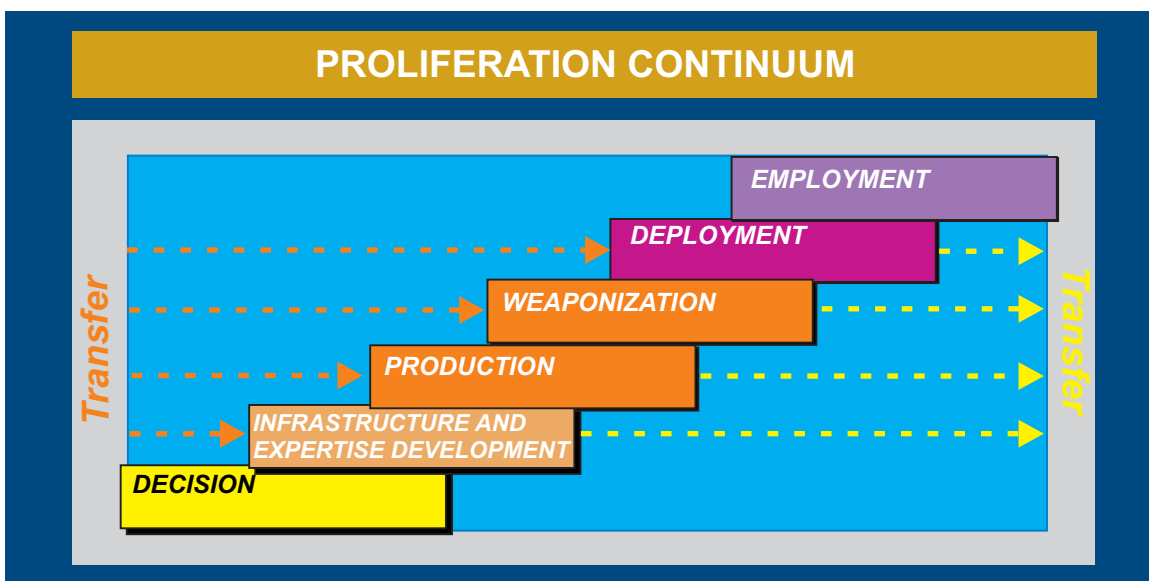 PROLIFERATION CONTINUUM
EMPLOYMENT
DEPLOYMENT
WEAPONIZATION
PRODUCTION
INFRASTRUCTURE AND
EXPERTISE DEVELOPMENT
DECISION
Transfer
Transfer